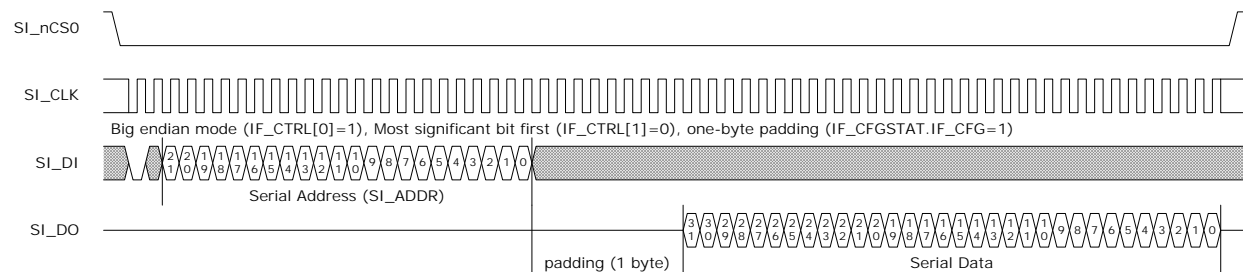 SI_nCS0
SI_CLK
Big endian mode (IF_CTRL[0]=1), Most significant bit first (IF_CTRL[1]=0), one-byte padding (IF_CFGSTAT.IF_CFG=1)
SI_DI
21 20 19 18 17 16 15 14 13 12 11 10 9 8 7 6 5 4 3 2 1 0
Serial Address (SI_ADDR)
SI_DO
31 30 29 28 27 26 25 24 23 22 21 20 19 18 17 16 15 14 13 12 11 10 9 8 7 6 5 4 3 2 1 0
padding (1 byte)
Serial Data